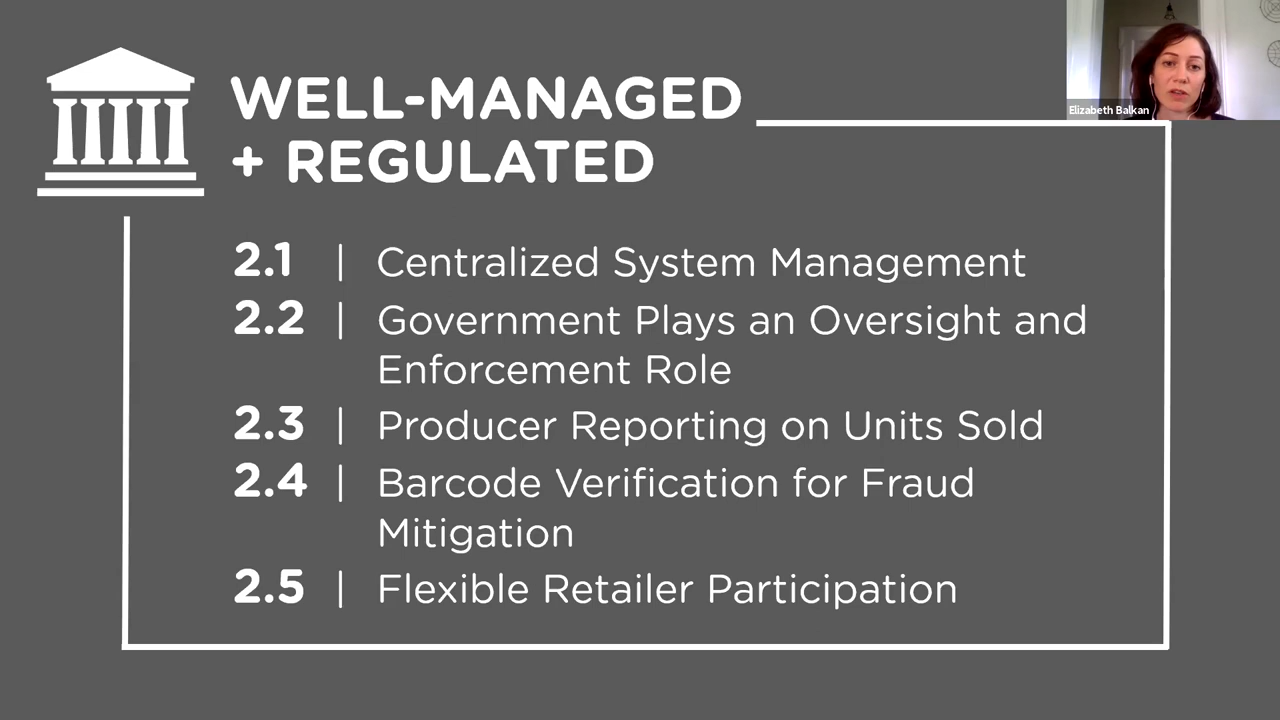 Elizabeth Balkan
WELL-MANAGED
+ REGULATED
2.1 | Centralized System Management
2.2 | Government Plays an Oversight and
Enforcement Role
2.3 | Producer Reporting on Units Sold
2.4 | Barcode Verification for Fraud
Mitigation
2.5 | Flexible Retailer Participation